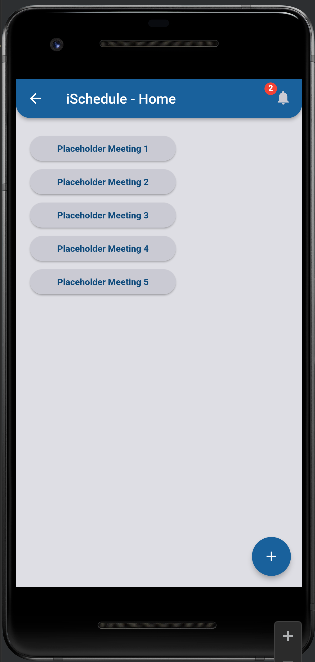 iSchedule - Home
2
Placeholder Meeting 1
Placeholder Meeting 2
Placeholder Meeting 3
Placeholder Meeting 4
Placeholder Meeting 5